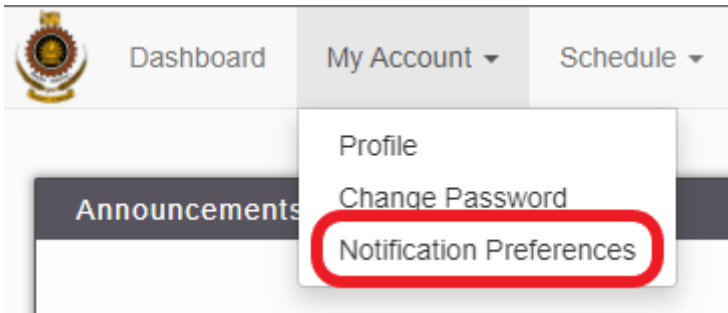 Dashboard My Account Schedule
Profile
Announcements
Change Password
Notification Preferences